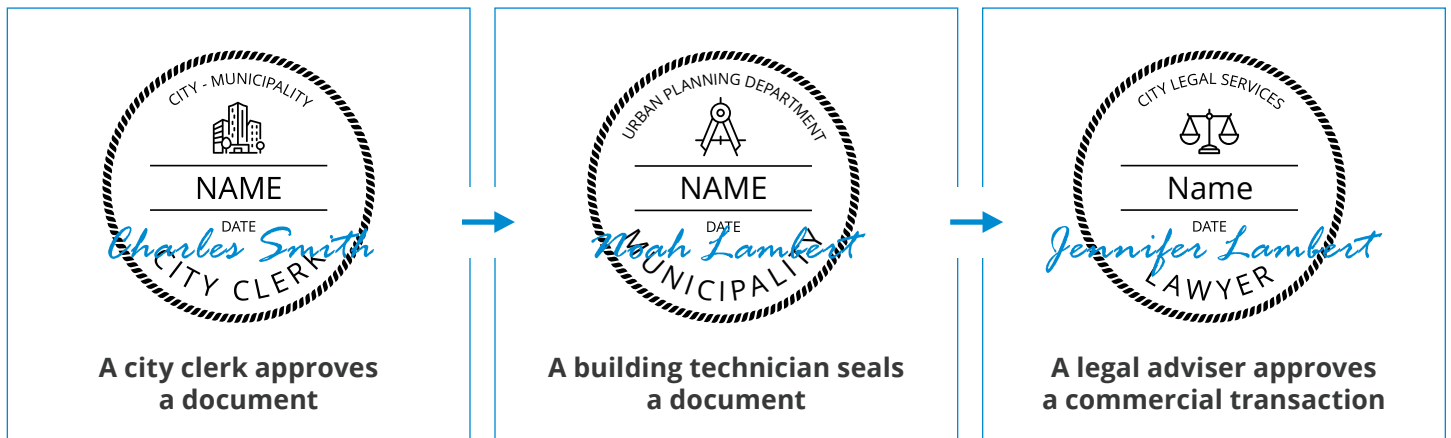 CITY - MUNICIPALITY
NAME
DATE
Charles Smith
CITY CLERK
A city clerk approves
a document
URBAN PLANNING DEPARTMENT
NAME
DATE
Noah Lambert
MUNICIPALITY
A building technician seals
a document
CITY LEGAL SERVICES
Name
DATE
Jennifer Lambert
LAWYER
A legal adviser approves
a commercial transaction